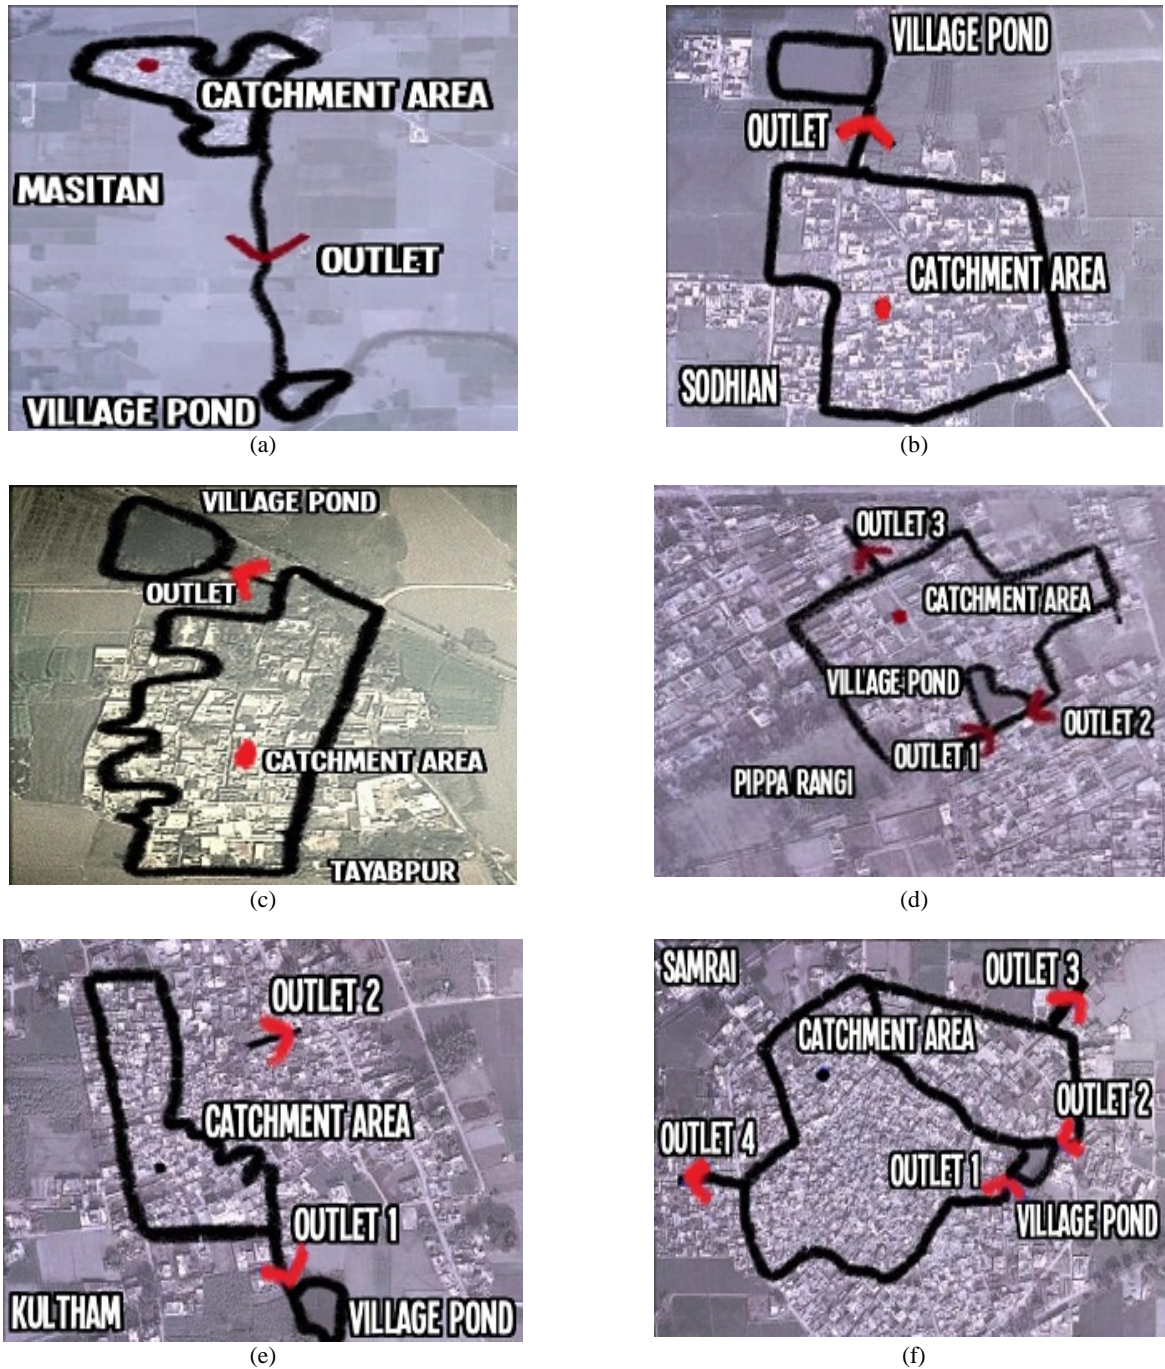 CATCHMENT AREA
MASITAN
OUTLET
VILLAGE POND
(a)
VILLAGE POND
OUTLET
CATCHMENT AREA
SODHIAN
(b)
VILLAGE POND
OUTLET
CATCHMENT AREA
TAYABPUR
(c)
OUTLET 3
CATCHMENT AREA
VILLAGE POND
OUTLET 2
OUTLET 1
PIPPA RANGI
(d)
OUTLET 2
CATCHMENT AREA
OUTLET 1
KULTHAM
VILLAGE POND
(e)
SAMRAI
OUTLET 3
CATCHMENT AREA
OUTLET 2
OUTLET 4
OUTLET 1
VILLAGE POND
(f)